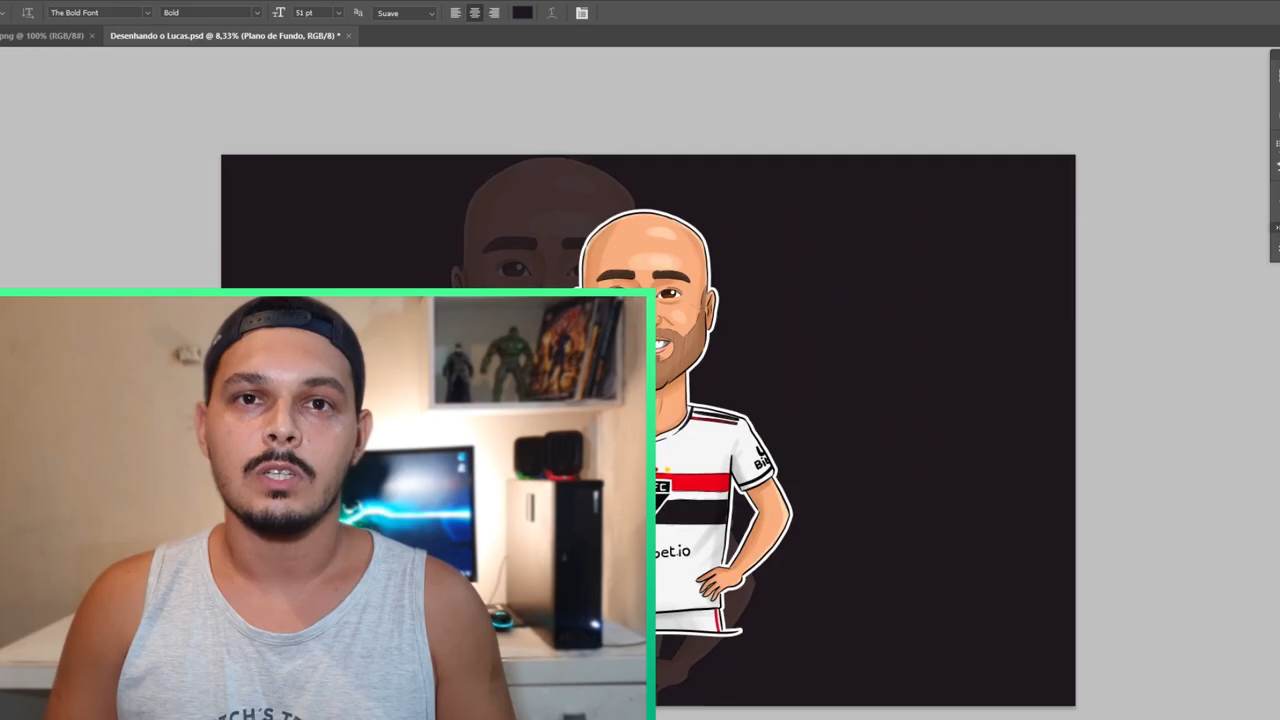 The Bold Font
Bold
51 pt
Suave
png @ 100% (RGB/8#) ×
Desenhando o Lucas.psd @ 8,33% (Plano de Fundo, RGB/8) * ×
FC
bet.io